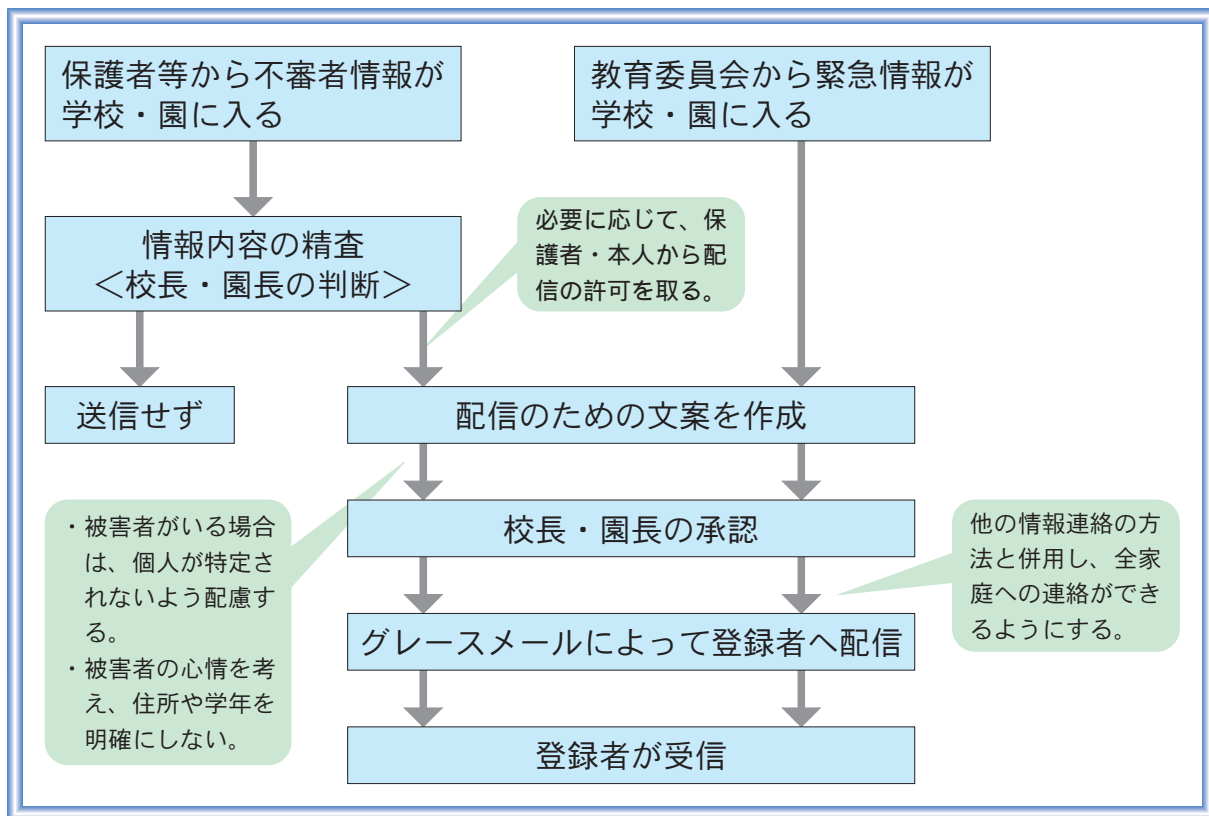 保護者等から不審者情報が
学校・園に入る
教育委員会から緊急情報が
学校・園に入る
情報内容の精査
＜校長・園長の判断＞
必要に応じて、保
護者・本人から配
信の許可を取る。
送信せず
配信のための文案を作成
・被害者がいる場合
は、個人が特定さ
れないよう配慮す
る。
・被害者の心情を考
え、住所や学年を
明確にしない。
校長・園長の承認
他の情報連絡の方
法と併用し、全家
庭への連絡ができ
るようにする。
グレースメールによって登録者へ配信
登録者が受信